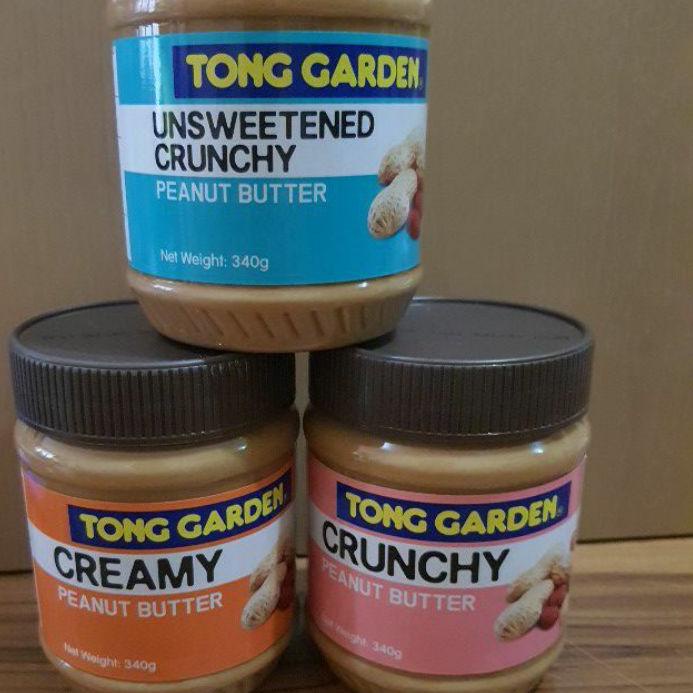 TONG GARDEN
UNSWEETENED
CRUNCHY
PEANUT BUTTER
Net Weight: 340g
TONG GARDEN
CREAMY
PEANUT BUTTER
Net Weight: 340g
TONG GARDEN
CRUNCHY
PEANUT BUTTER
Net Weight: 340g